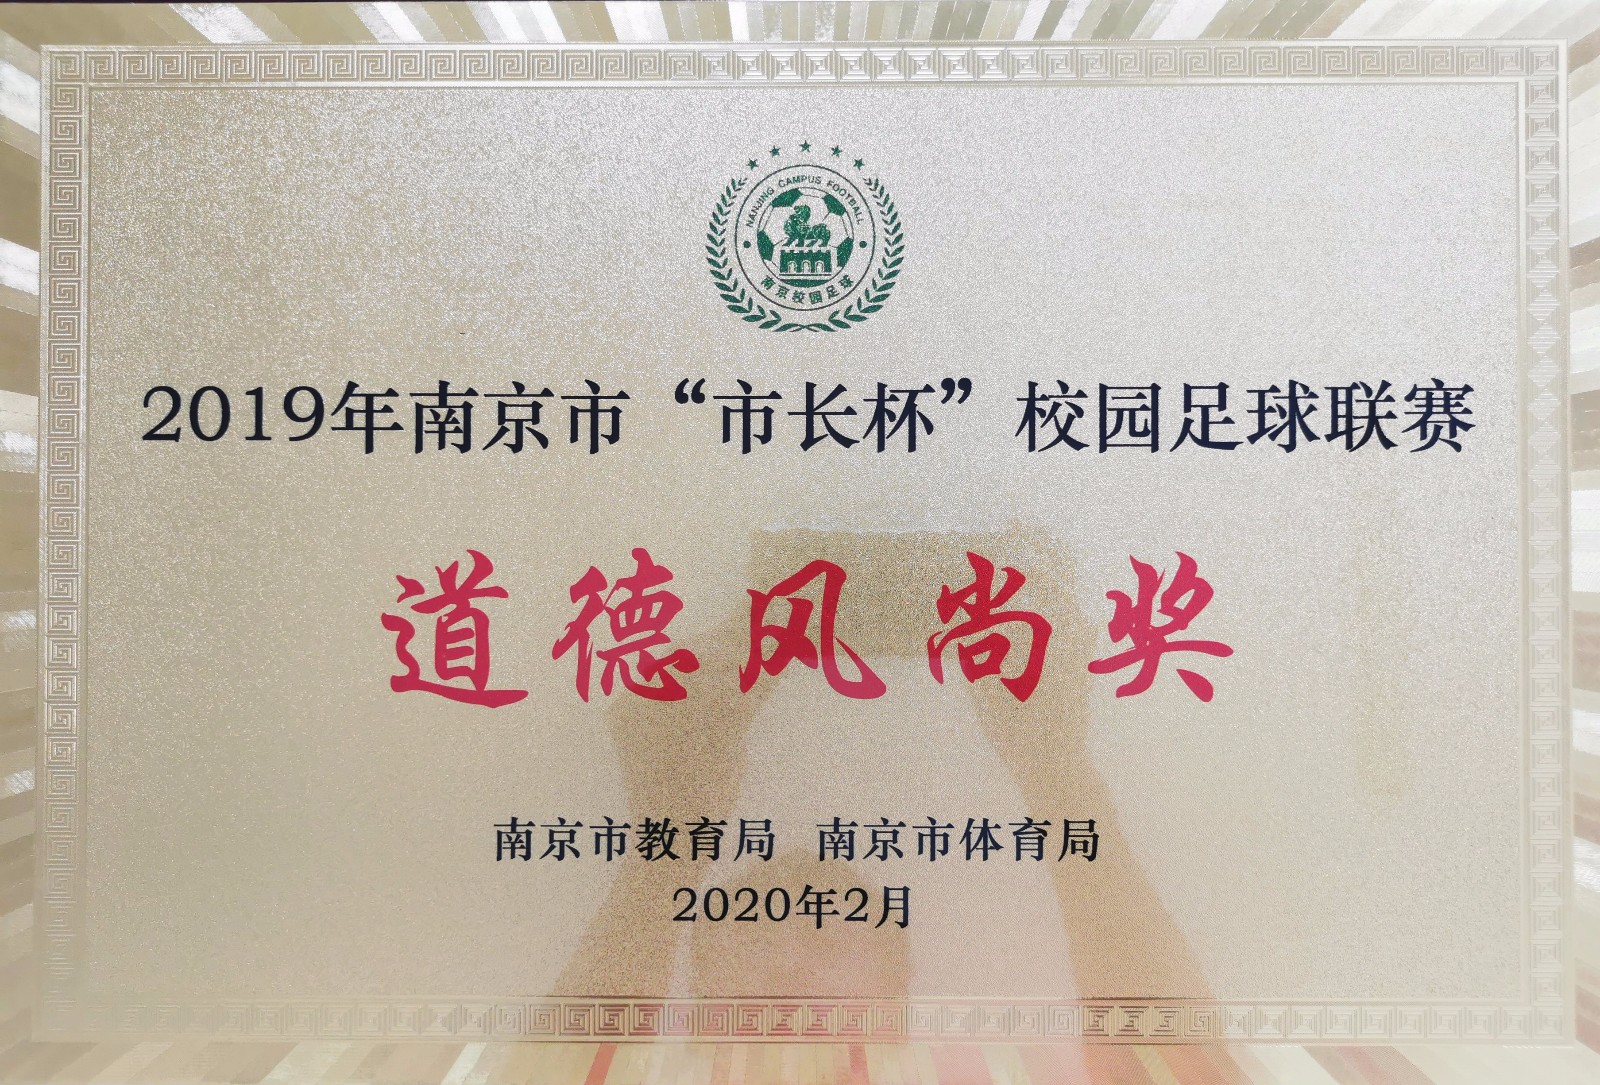 NANJING CAMPUS FOOTBALL
南京校园足球
2019年南京市“市长杯”校园足球联赛
道德风尚奖
南京市教育局 南京市体育局
2020年2月